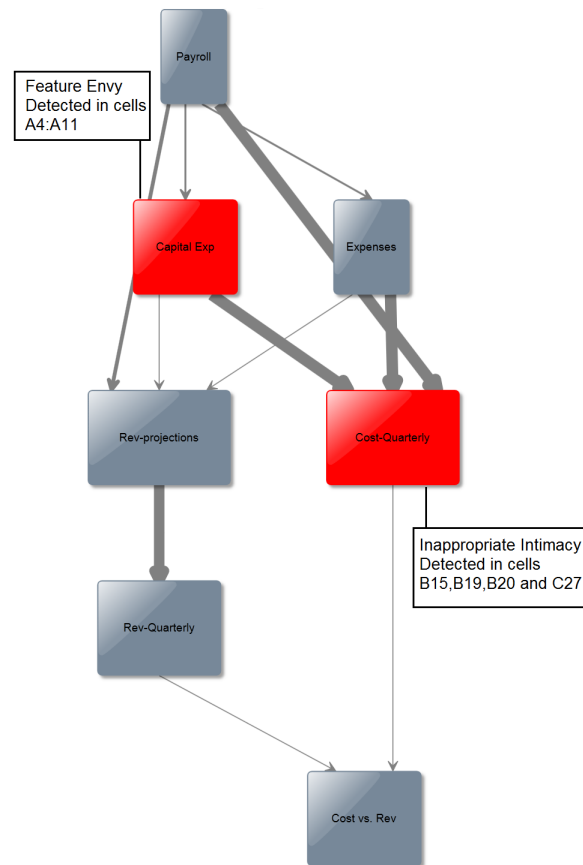 Payroll
Feature Envy
Detected in cells
A4:A11
Capital Exp
Expenses
Rev-projections
Cost-Quarterly
Inappropriate Intimacy
Detected in cells
B15,B19,B20 and C27
Rev-Quarterly
Cost vs. Rev